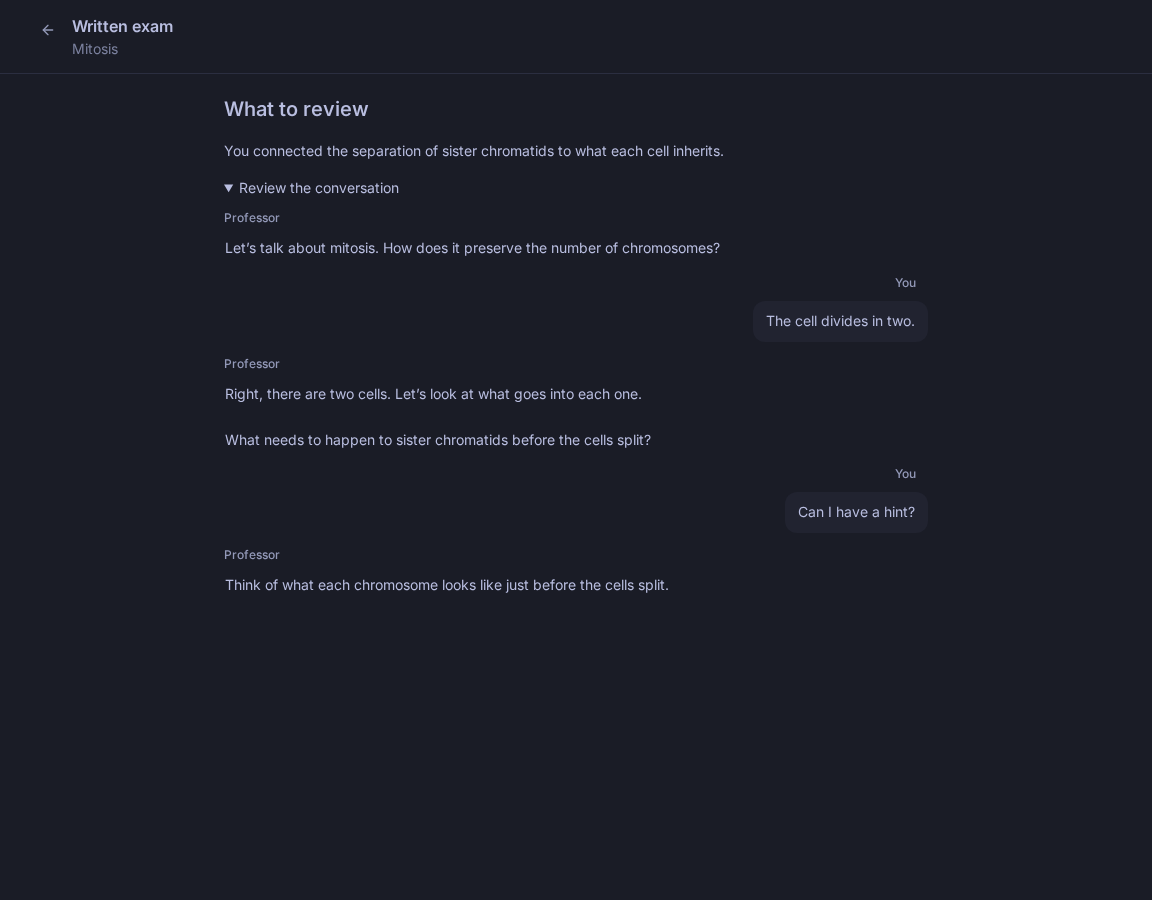 Written exam
Mitosis
What to review
You connected the separation of sister chromatids to what each cell inherits.
Review the conversation
Professor
Let’s talk about mitosis. How does it preserve the number of chromosomes?
You
The cell divides in two.
Professor
Right, there are two cells. Let’s look at what goes into each one.
What needs to happen to sister chromatids before the cells split?
You
Can I have a hint?
Professor
Think of what each chromosome looks like just before the cells split.